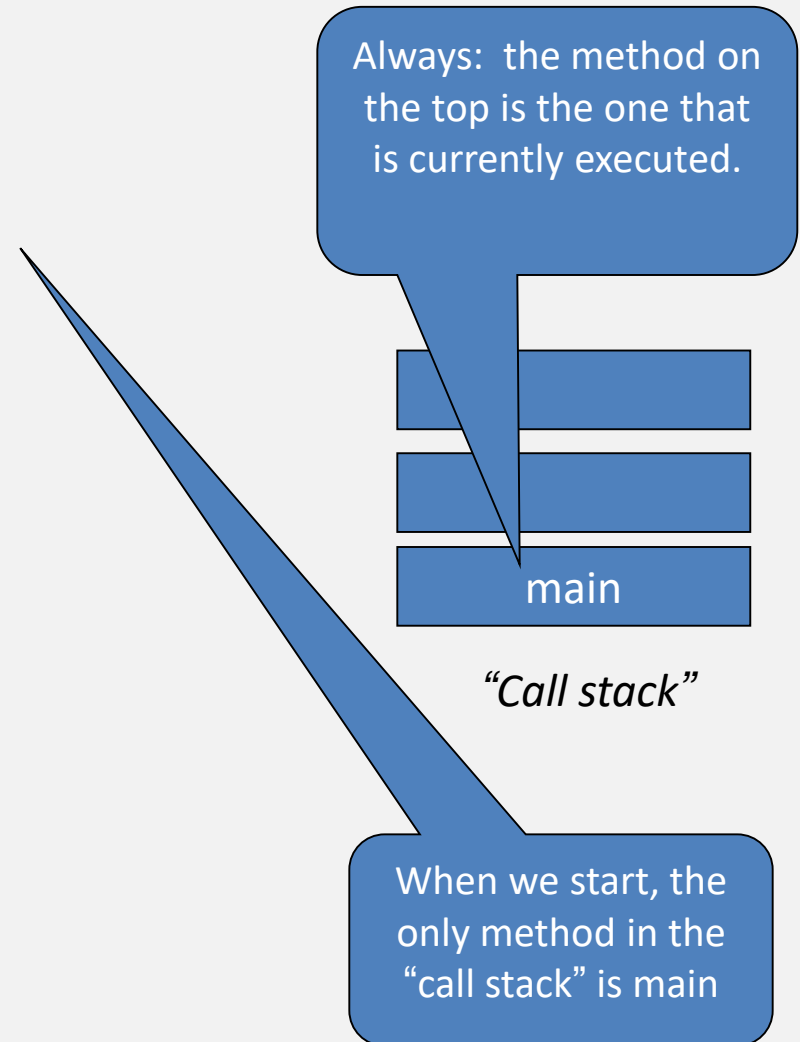 Always:  the method on
the top is the one that
is currently executed.
main
“Call stack”
When we start, the
only method in the
“call stack” is main